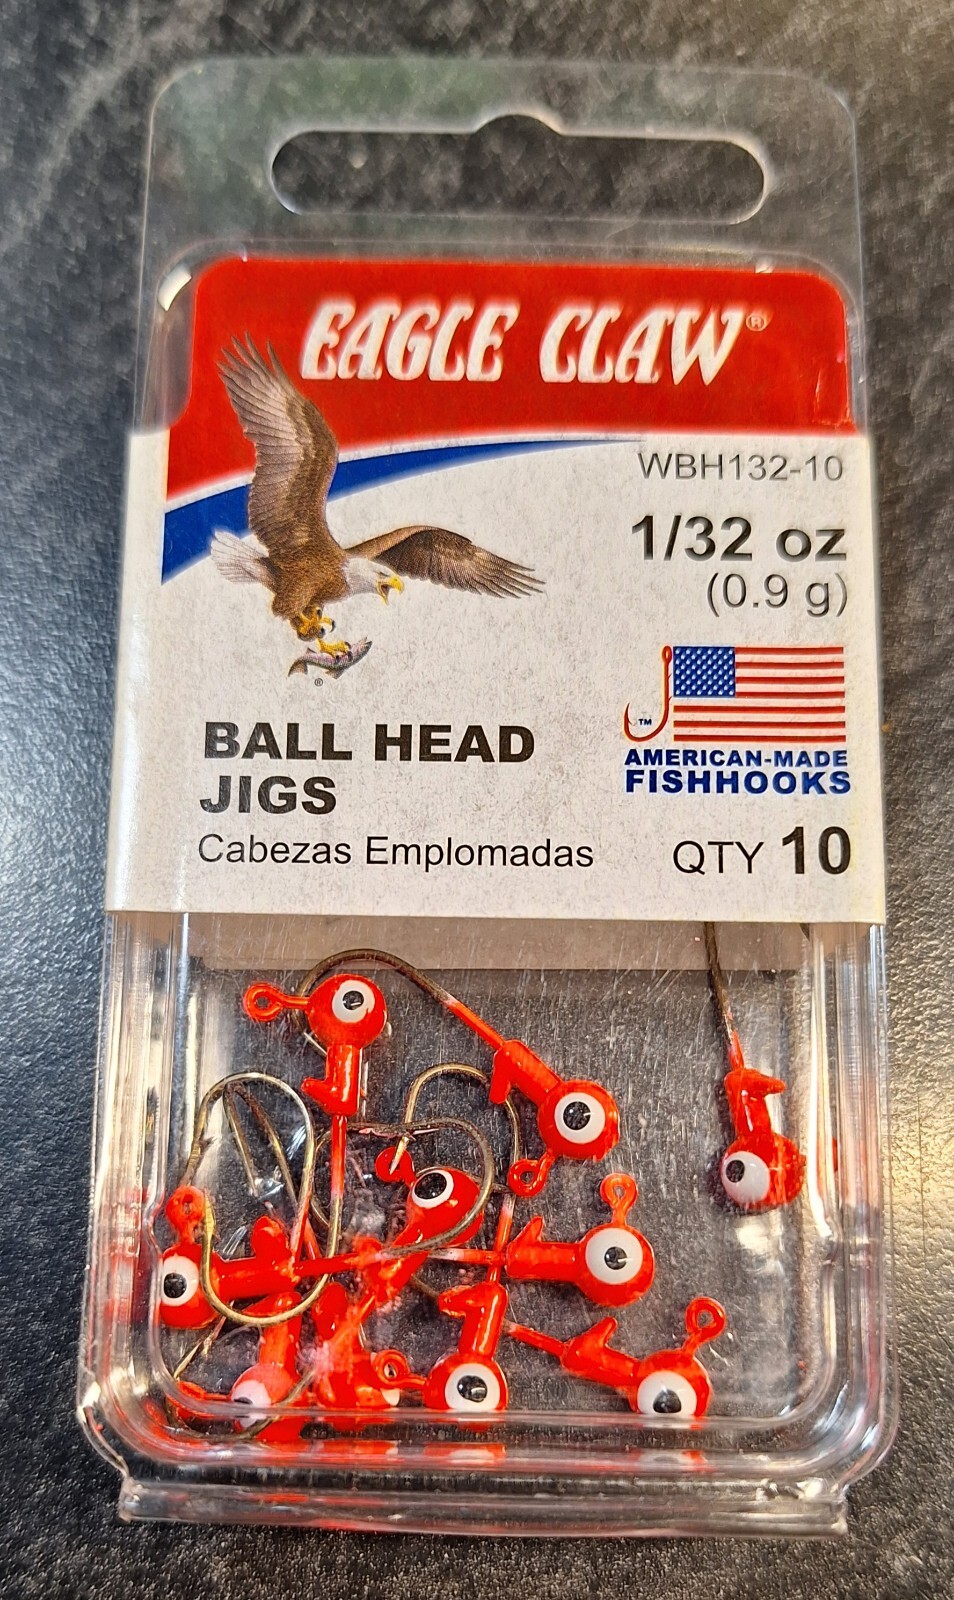 EAGLE CLAW®
WBH132-10
1/32 oz
(0.9 g)
®
TM
AMERICAN-MADE
FISHHOOKS
BALL HEAD
JIGS
Cabezas Emplomadas
QTY 10